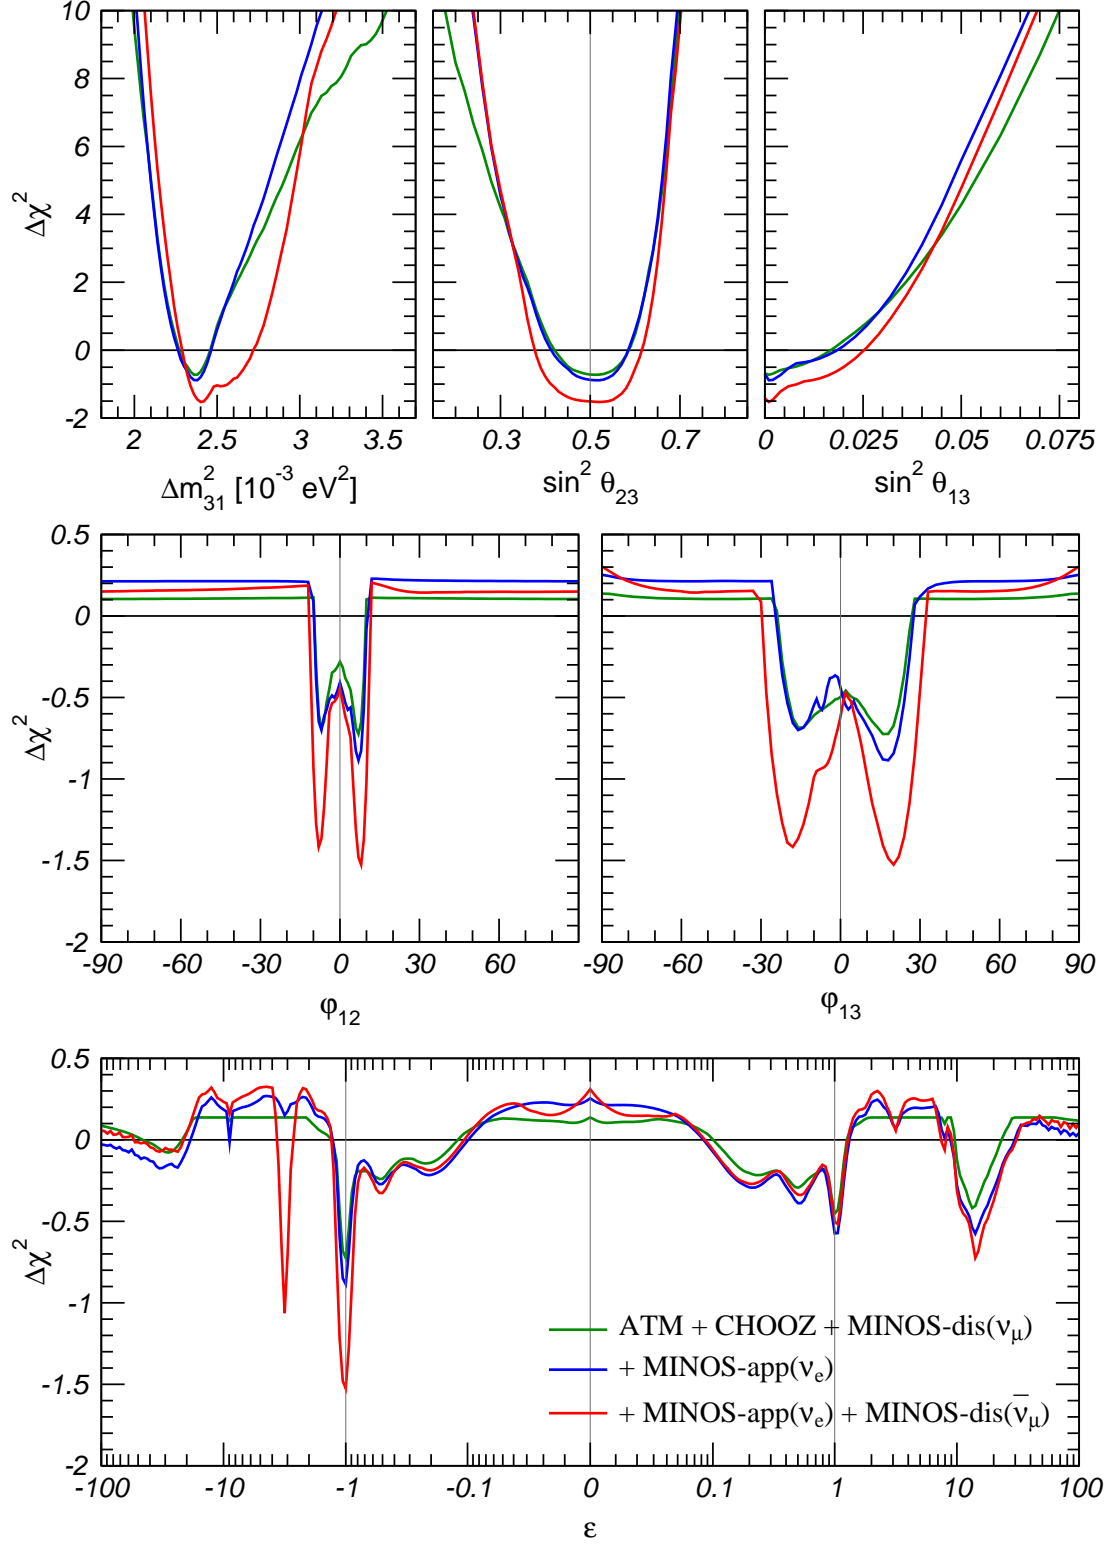 10
8
6
4
2
0
-2
Δχ²
2 2.5 3 3.5
Δm²₃₁ [10⁻³ eV²]
0.3 0.5 0.7
sin² θ₂₃
0 0.025 0.05 0.075
sin² θ₁₃
0.5
0
-0.5
-1
-1.5
-2
Δχ²
-90 -60 -30 0 30 60
φ₁₂
-90 -60 -30 0 30 60 90
φ₁₃
0.5
0
-0.5
-1
-1.5
-2
Δχ²
ATM + CHOOZ + MINOS-dis(ν_μ)
+ MINOS-app(ν_e)
+ MINOS-app(ν_e) + MINOS-dis(ν̄_μ)
-100 -10 -1 -0.1 0 0.1 1 10 100
ε